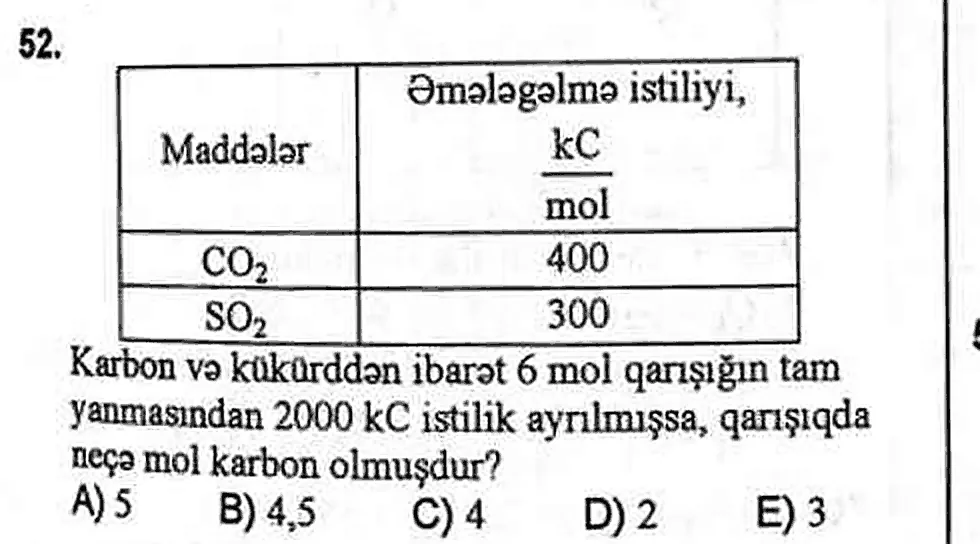 52.
Maddələr
Əmələgəlmə istiliyi,
kC
mol
CO₂ 400
SO₂ 300
Karbon və kükürddən ibarət 6 mol qarışığın tam
yanmasından 2000 kC istilik ayrılmışsa, qarışıqda
neçə mol karbon olmuşdur?
A) 5 B) 4,5 C) 4 D) 2 E) 3